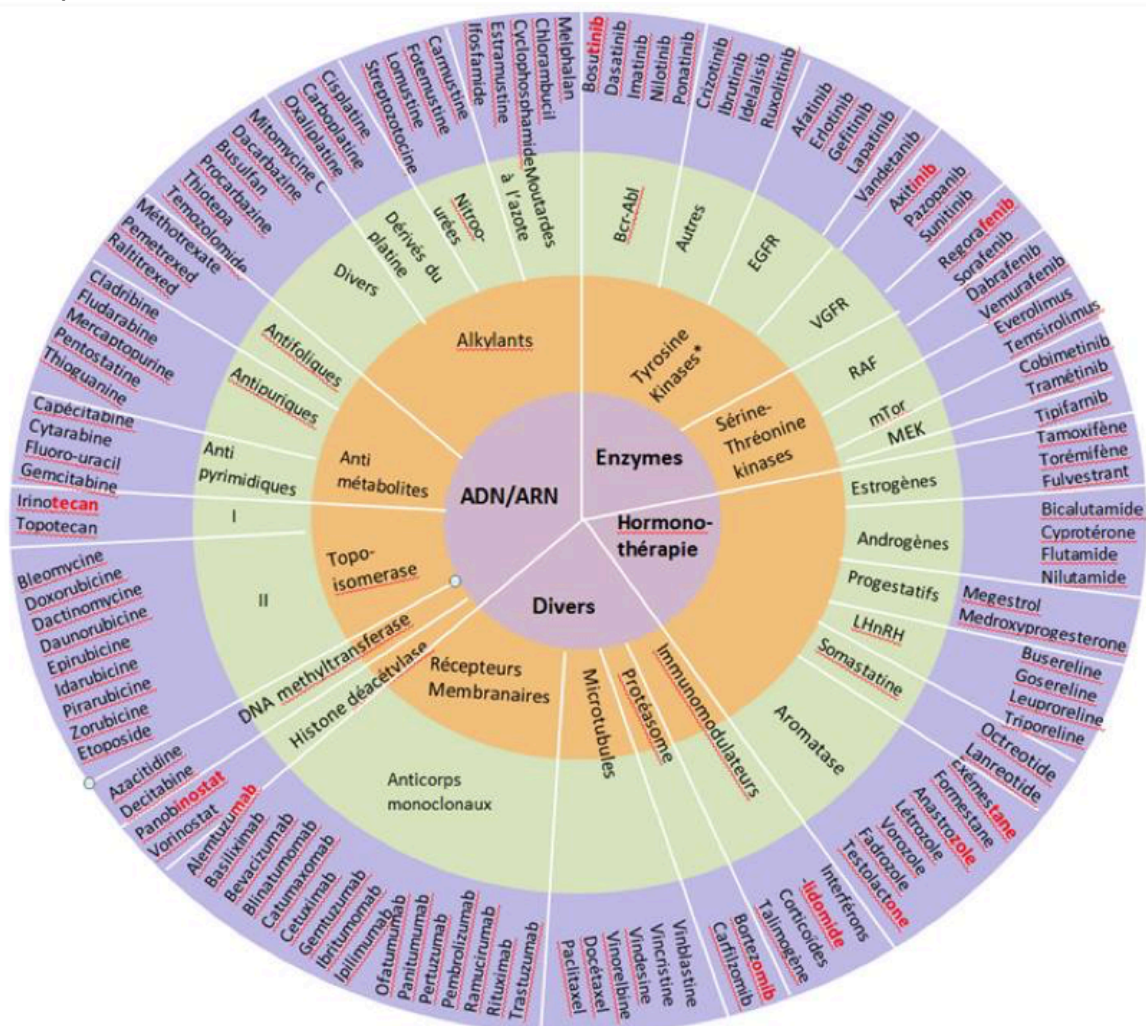 ADN/ARN
Enzymes
Hormono-
thérapie
Divers
Alkylants
Tyrosine
Kinases*
Sérine-
Thréonine
kinases
Anti
métabolites
Topo-
isomerase
Récepteurs
Membranaires
Microtubules
Protéasome
Immunomodulateurs
DNA methyltransferase
Histone déacétylase
Moutardes
à l'azote
Nitroo-
urées
Dérivés du
platine
Divers
Antifoliques
Antipuriques
Anti
pyrimidiques
I
II
Anticorps
monoclonaux
Bcr-Abl
Autres
EGFR
VGFR
RAF
mTor
MEK
Estrogènes
Androgènes
Progestatifs
LHnRH
Somastatine
Aromatase
Bosutinib
Dasatinib
Imatinib
Nilotinib
Ponatinib
Crizotinib
Ibrutinib
Idelalisib
Ruxolitinib
Afatinib
Erlotinib
Gefitinib
Lapatinib
Vandetanib
Axitinib
Pazopanib
Sunitinib
Regorafenib
Sorafenib
Dabrafenib
Vemurafenib
Everolimus
Temsirolimus
Cobimetinib
Tramétinib
Tipifarnib
Tamoxifène
Torémifène
Fulvestrant
Bicalutamide
Cyprotérone
Flutamide
Nilutamide
Megestrol
Medroxyprogesterone
Busereline
Gosereline
Leuproreline
Triporeline
Octreotide
Lanreotide
Exémestane
Formestane
Anastrozole
Létrozole
Vorozole
Fadrozole
Testolactone
Interférons
-lidomide
Corticoïdes
Talimogène
Bortezomib
Carfilzomib
Vinblastine
Vincristine
Vindesine
Vinorelbine
Docétaxel
Paclitaxel
Trastuzumab
Rituximab
Ramucirumab
Pembrolizumab
Pertuzumab
Panitumumab
Ofatumumab
Ipilimumab
Ibritumomab
Gemtuzumab
Cetuximab
Catumaxomab
Blinatumomab
Bevacizumab
Basiliximab
Alemtuzumab
Vorinostat
Panobinostat
Decitabine
Azacitidine
Etoposide
Zorubicine
Pirarubicine
Idarubicine
Epirubicine
Daunorubicine
Dactinomycine
Doxorubicine
Bleomycine
Topotecan
Irinotecan
Gemcitabine
Fluoro-uracil
Cytarabine
Capécitabine
Thioguanine
Pentostatine
Mercaptopurine
Fludarabine
Cladribine
Raltitrexed
Pemetrexed
Methotrexate
Temozolomide
Thiotepa
Procarbazine
Busulfan
Dacarbazine
Mitomycine C
Oxaliplatine
Carboplatine
Cisplatine
Streptozotocine
Lomustine
Fotemustine
Carmustine
Ifosfamide
Estramustine
Cyclophosphamide
Chlorambucil
Melphalan